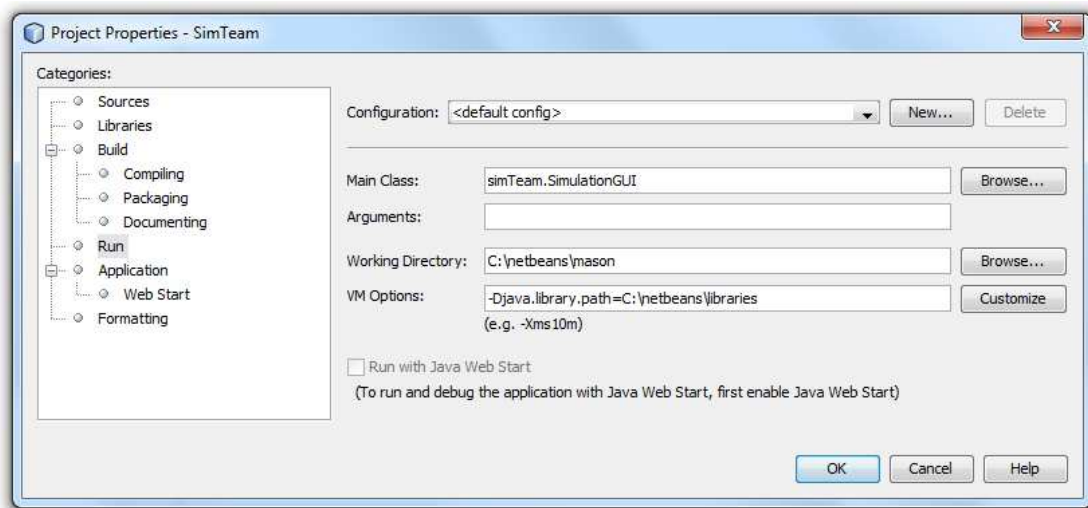 Project Properties - SimTeam
Categories:
Sources
Libraries
Build
Compiling
Packaging
Documenting
Run
Application
Web Start
Formatting
Configuration: <default config> New... Delete
Main Class: simTeam.SimulationGUI Browse...
Arguments:
Working Directory: C:\netbeans\mason Browse...
VM Options: -Djava.library.path=C:\netbeans\libraries Customize
(e.g. -Xms10m)
Run with Java Web Start
(To run and debug the application with Java Web Start, first enable Java Web Start)
OK Cancel Help